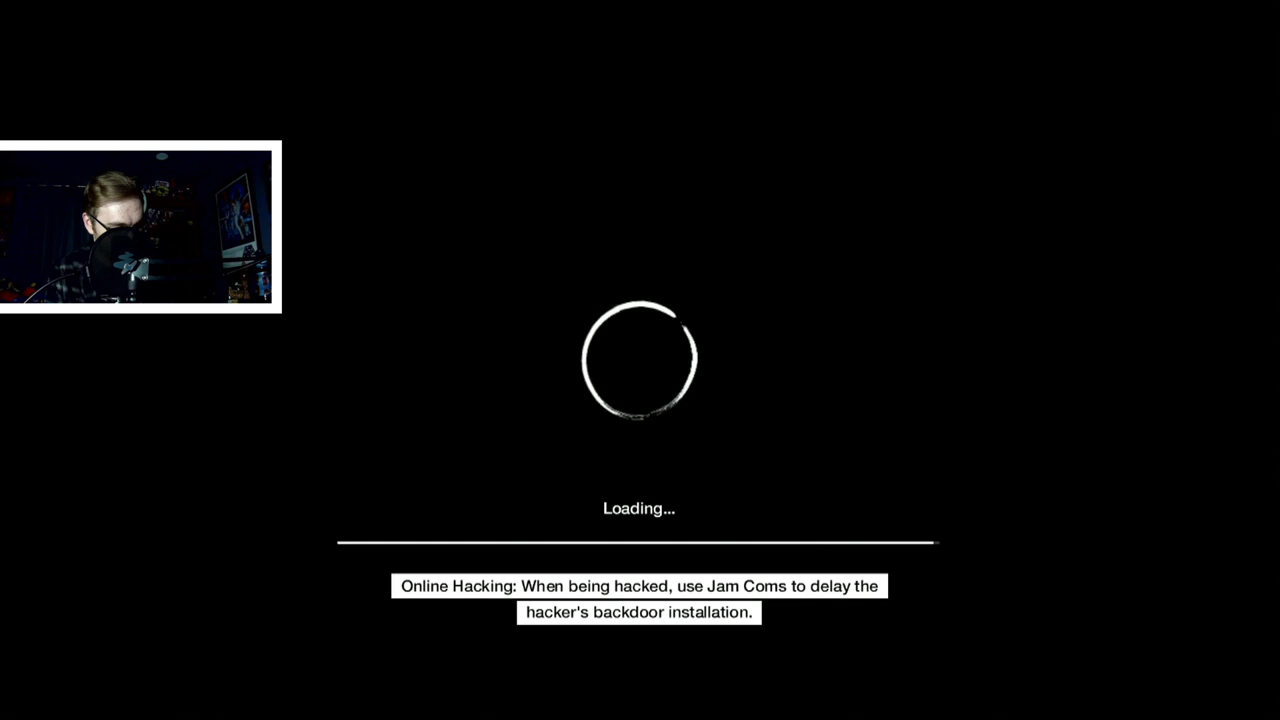 Loading...
Online Hacking: When being hacked, use Jam Coms to delay the
hacker's backdoor installation.